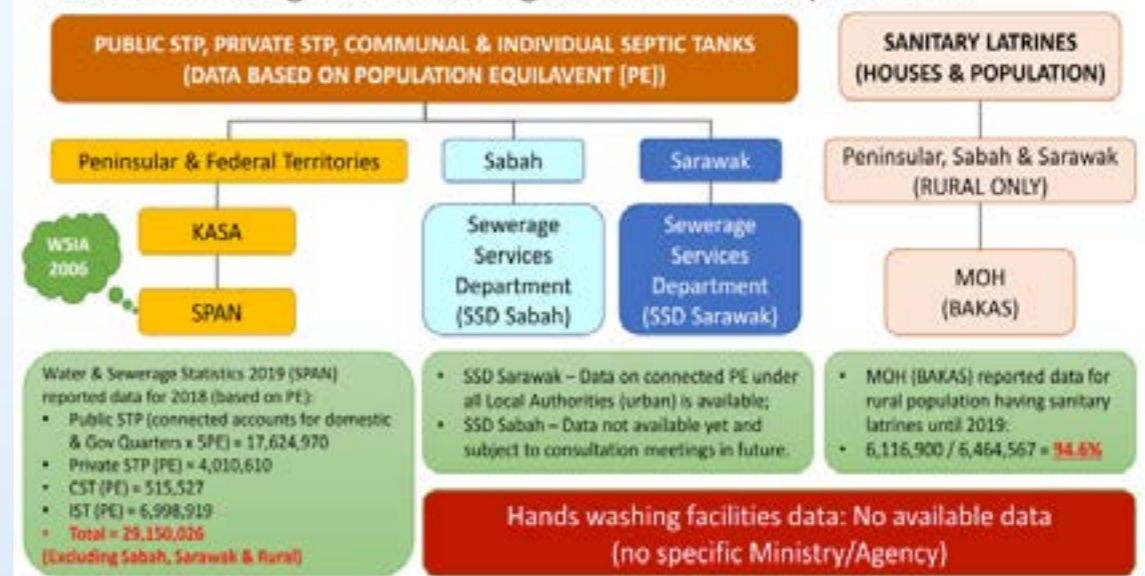 PUBLIC STP, PRIVATE STP, COMMUNAL & INDIVIDUAL SEPTIC TANKS
(DATA BASED ON POPULATION EQUILAVENT [PE])
SANITARY LATRINES
(HOUSES & POPULATION)
Peninsular & Federal Territories
Sabah
Sarawak
Peninsular, Sabah & Sarawak
(RURAL ONLY)
WSIA
2006
KASA
SPAN
Sewerage
Services
Department
(SSD Sabah)
Sewerage
Services
Department
(SSD Sarawak)
MOH
(BAKAS)
Water & Sewerage Statistics 2019 (SPAN)
reported data for 2018 (based on PE):
• Public STP (connected accounts for domestic
& Gov Quarters x 5PE) = 17,624,970
• Private STP (PE) = 4,010,610
• CST (PE) = 515,527
• IST (PE) = 6,998,919
• Total = 29,150,026
(Excluding Sabah, Sarawak & Rural)
• SSD Sarawak – Data on connected PE under
all Local Authorities (urban) is available;
• SSD Sabah – Data not available yet and
subject to consultation meetings in future.
• MOH (BAKAS) reported data for
rural population having sanitary
latrines until 2019:
• 6,116,900 / 6,464,567 = 94.6%
Hands washing facilities data: No available data
(no specific Ministry/Agency)